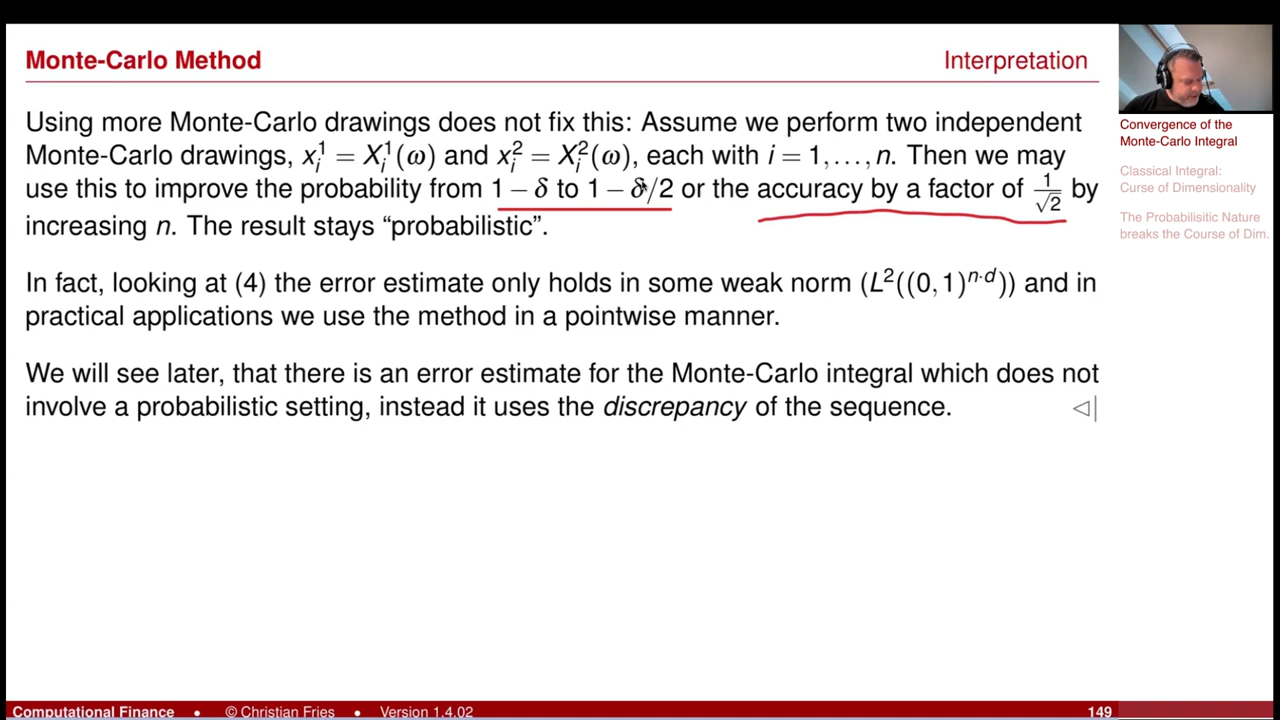 Monte-Carlo Method
Interpretation
Using more Monte-Carlo drawings does not fix this: Assume we perform two independent
Monte-Carlo drawings, x_i^1 = X_i^1(ω) and x_i^2 = X_i^2(ω), each with i = 1,…,n. Then we may
use this to improve the probability from 1 − δ to 1 − δ/2 or the accuracy by a factor of 1/√2 by
increasing n. The result stays “probabilistic”.
In fact, looking at (4) the error estimate only holds in some weak norm (L²((0,1)^{n·d})) and in
practical applications we use the method in a pointwise manner.
We will see later, that there is an error estimate for the Monte-Carlo integral which does not
involve a probabilistic setting, instead it uses the discrepancy of the sequence. ◁|
Convergence of the
Monte-Carlo Integral
Classical Integral:
Curse of Dimensionality
The Probabilisitic Nature
breaks the Course of Dim.
Computational Finance • © Christian Fries • Version 1.4.02
149